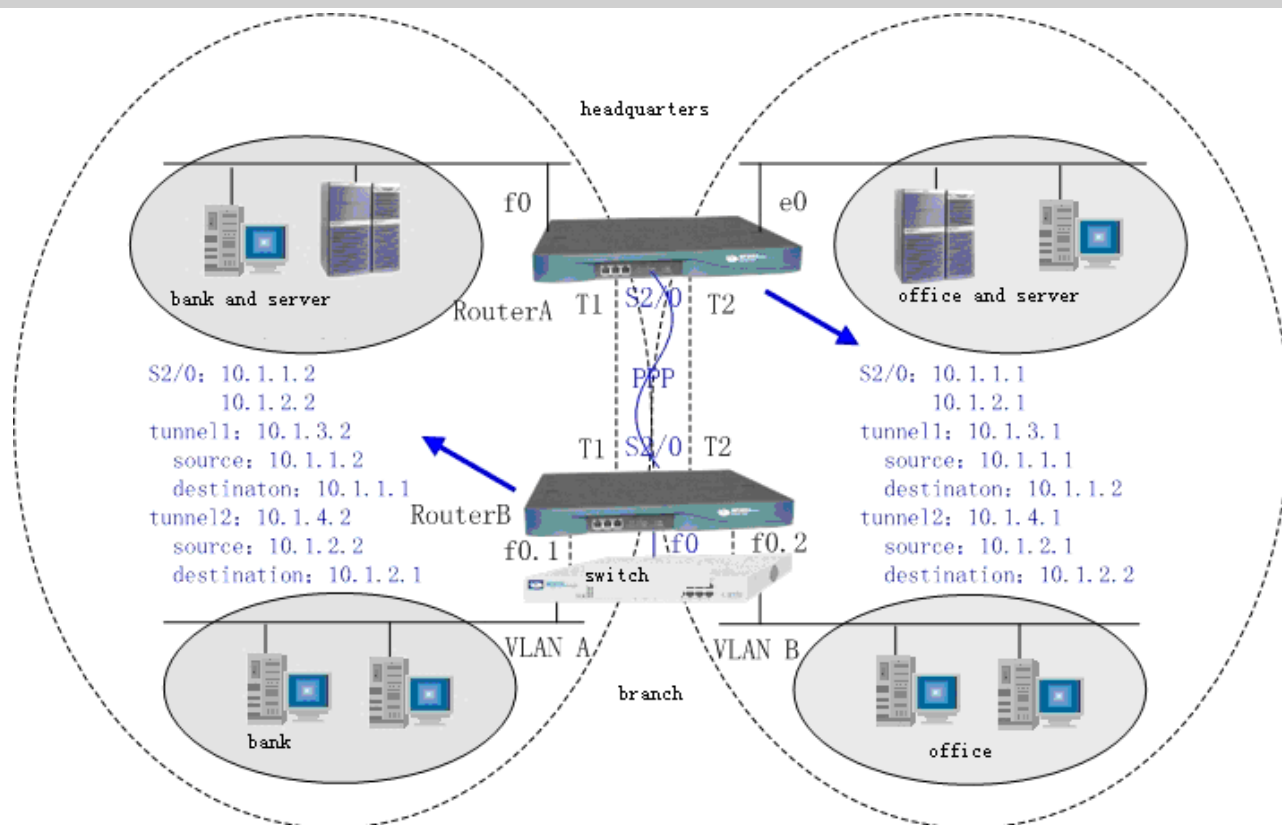 headquarters
f0
e0
bank and server
office and server
RouterA
T1
S2/0
T2
S2/0: 10.1.1.2
10.1.2.2
tunnel1: 10.1.3.2
source: 10.1.1.2
destinaton: 10.1.1.1
tunnel2: 10.1.4.2
source: 10.1.2.2
destination: 10.1.2.1
PPP
S2/0: 10.1.1.1
10.1.2.1
tunnel1: 10.1.3.1
source: 10.1.1.1
destinaton: 10.1.1.2
tunnel2: 10.1.4.1
source: 10.1.2.1
destination: 10.1.2.2
T1
S2/0
T2
RouterB
f0.1
f0
f0.2
switch
VLAN A
VLAN B
branch
bank
office